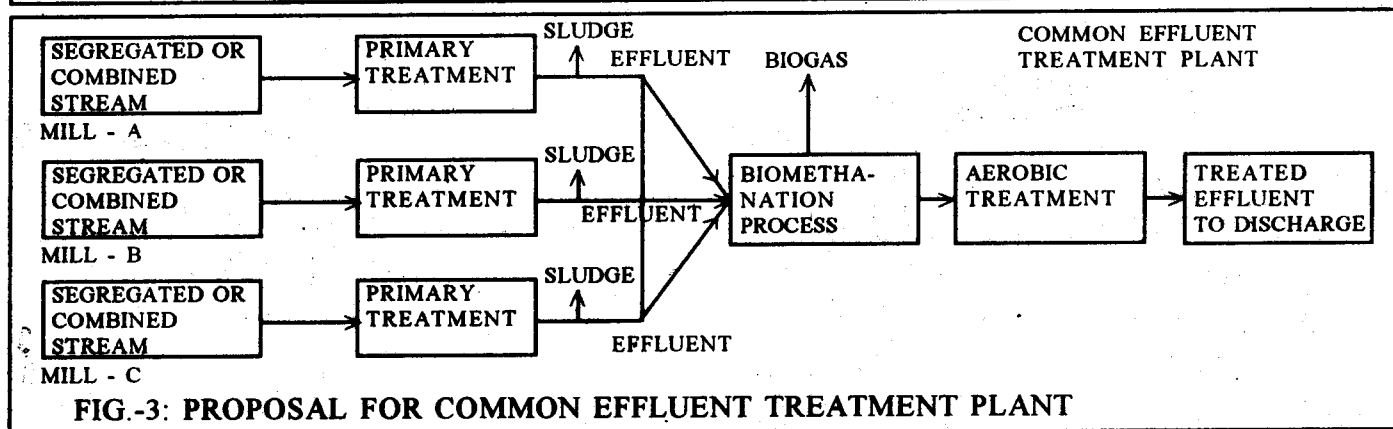 SLUDGE
EFFLUENT
BIOGAS
COMMON EFFLUENT
TREATMENT PLANT
SEGREGATED OR
COMBINED
STREAM
MILL - A
PRIMARY
TREATMENT
SEGREGATED OR
COMBINED
STREAM
MILL - B
PRIMARY
TREATMENT
SLUDGE
EFFLUENT
BIOMETHA-
NATION
PROCESS
AEROBIC
TREATMENT
TREATED
EFFLUENT
TO DISCHARGE
SEGREGATED OR
COMBINED
STREAM
MILL - C
PRIMARY
TREATMENT
SLUDGE
EFFLUENT
FIG.-3: PROPOSAL FOR COMMON EFFLUENT TREATMENT PLANT